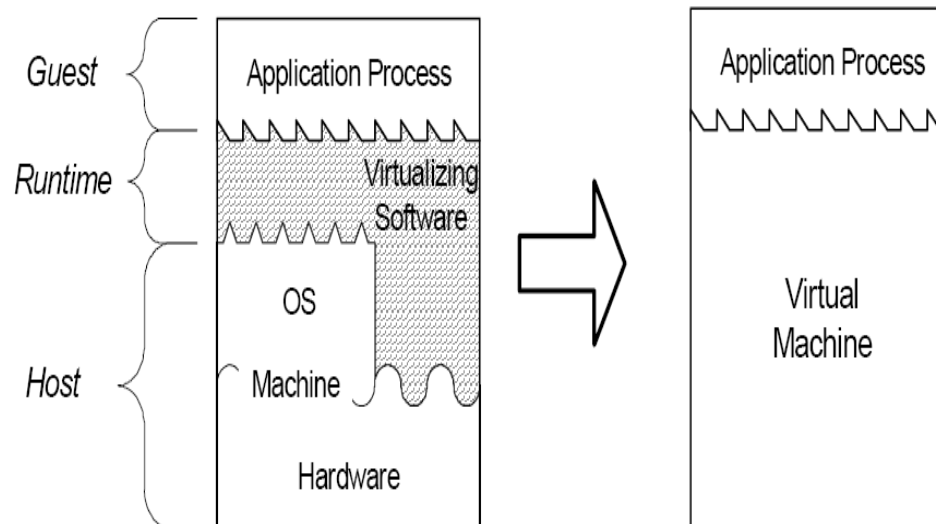 Guest
Application Process
Runtime
Virtualizing
Software
Host
OS
Machine
Hardware
Application Process
Virtual
Machine